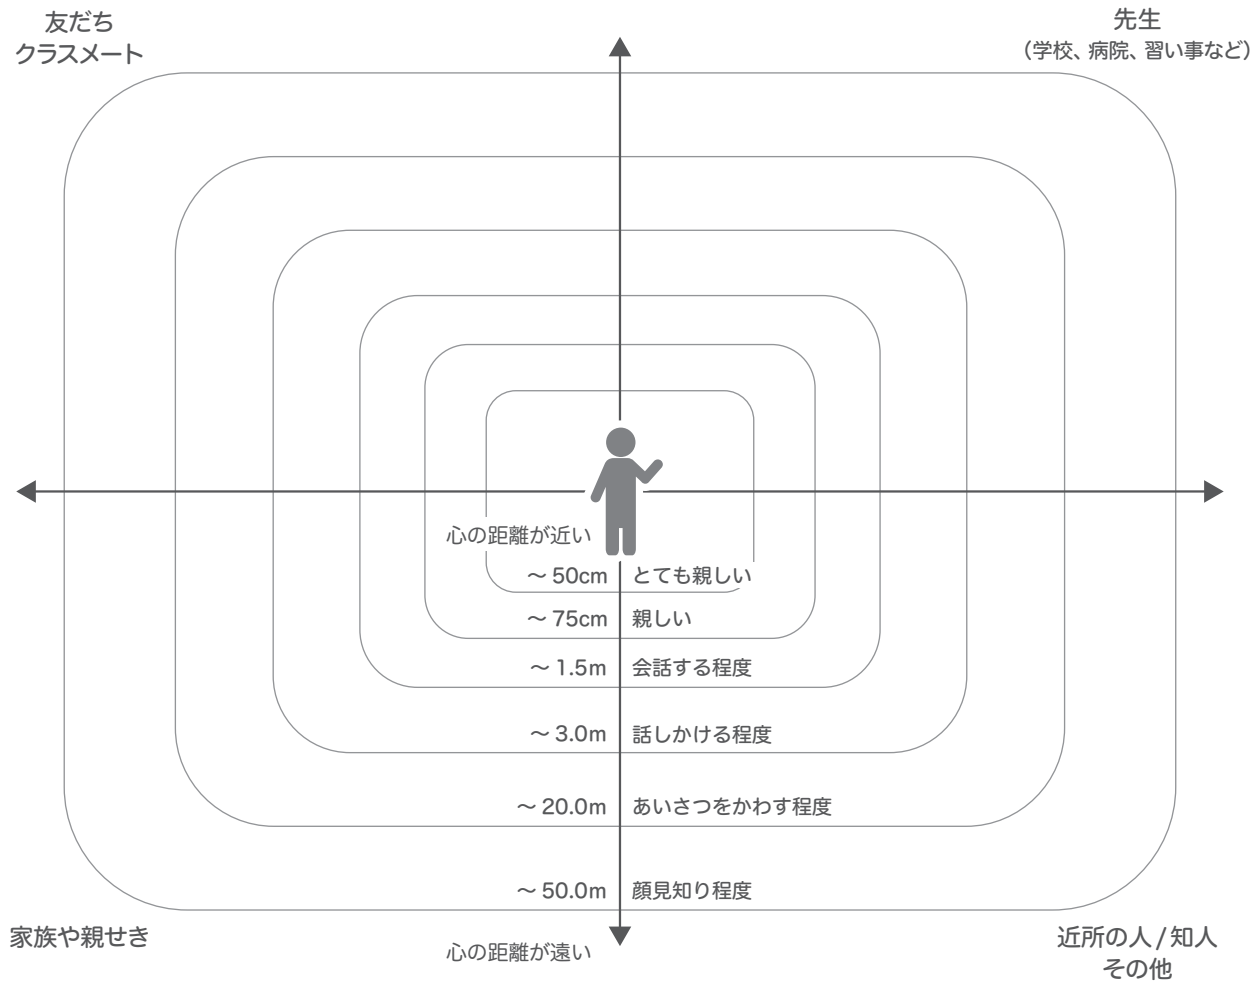 友だち
クラスメート
先生
（学校、病院、習い事など）
心の距離が近い
～ 50cm とても親しい
～ 75cm 親しい
～ 1.5m 会話する程度
～ 3.0m 話しかける程度
～ 20.0m あいさつをかわす程度
～ 50.0m 顔見知り程度
家族や親せき
心の距離が遠い
近所の人 / 知人
その他